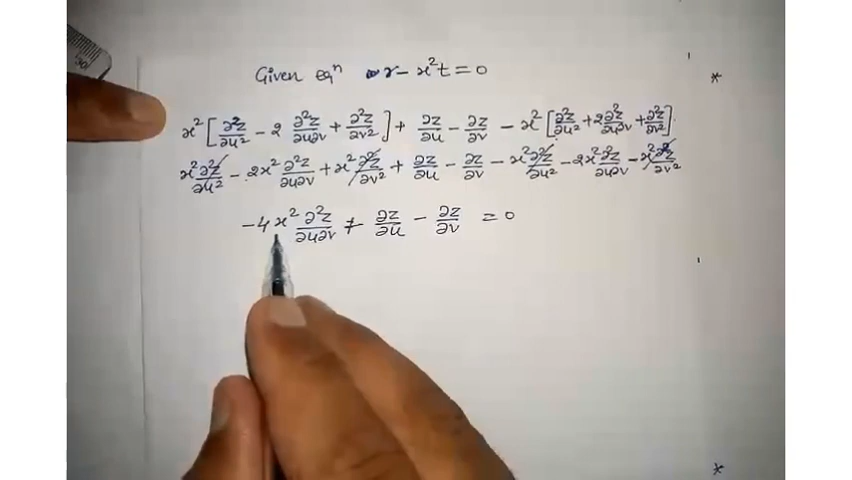 Given eqⁿ r - x²t = 0
x² [∂²z/∂u² - 2 ∂²z/∂u∂v + ∂²z/∂v²] + ∂z/∂u - ∂z/∂v - x² [∂²z/∂u² + 2∂²z/∂u∂v + ∂²z/∂v²]
x² ∂²z/∂u² - 2x² ∂²z/∂u∂v + x² ∂²z/∂v² + ∂z/∂u - ∂z/∂v - x² ∂²z/∂u² - 2x² ∂²z/∂u∂v - x² ∂²z/∂v²
-4x² ∂²z/∂u∂v + ∂z/∂u - ∂z/∂v = 0